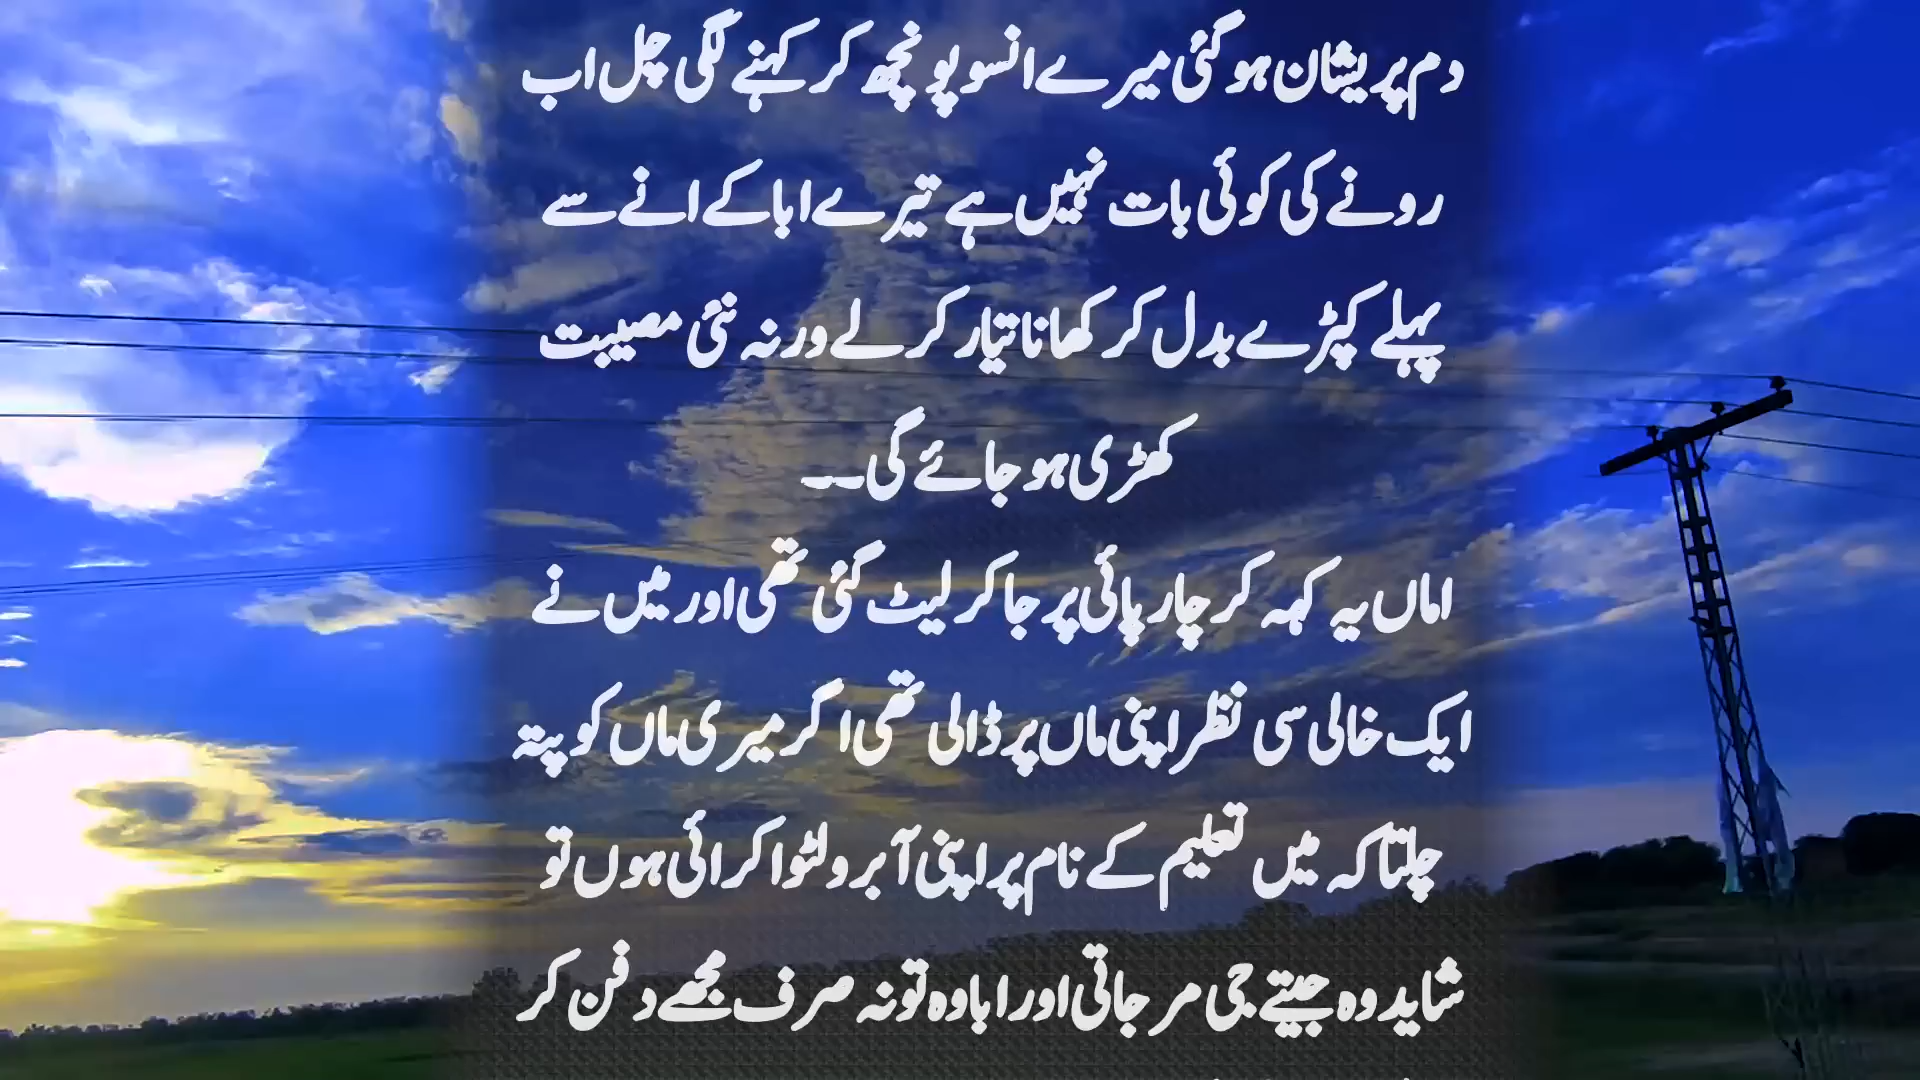 دم پریشان ہو گئی میرے انسو پونچھ کر کہنے لگی چل اب
رونے کی کوئی بات نہیں ہے تیرے ابا کے انے سے
پہلے کپڑے بدل کر کھانا تیار کر لے ورنہ نئی مصیبت
کھڑی ہو جائے گی۔۔
اماں یہ کہہ کر چارپائی پر جا کر لیٹ گئی تھی اور میں نے
ایک خالی سی نظر اپنی ماں پر ڈالی تھی اگر میری ماں کو پتہ
چلتا کہ میں تعلیم کے نام پر اپنی آبرو لٹوا کر ائی ہوں تو
شاید وہ جیتے جی مر جاتی اور ابا وہ تو نہ صرف مجھے دفن کر